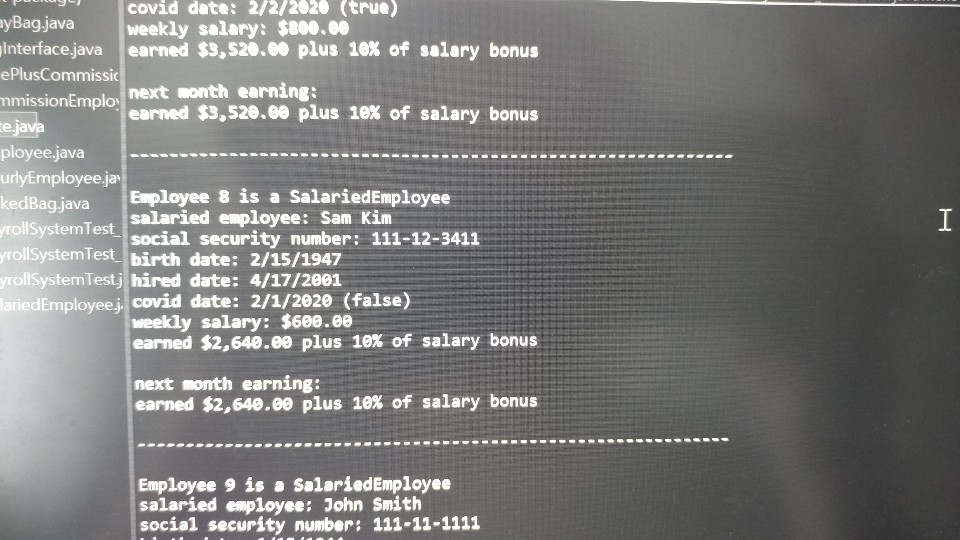 ayBag.java
Interface.java
ePlusCommissic
mmissionEmploy
te.java
ployee.java
urlyEmployee.jav
kedBag.java
yrollSystemTest_
yrollSystemTest_
yrollSystemTest.j
lariedEmployee.j
covid date: 2/2/2020 (true)
weekly salary: $800.00
earned $3,520.00 plus 10% of salary bonus
next month earning:
earned $3,520.00 plus 10% of salary bonus
----------------------------------------------------------------------
Employee 8 is a SalariedEmployee
salaried employee: Sam Kim
social security number: 111-12-3411
birth date: 2/15/1947
hired date: 4/17/2001
covid date: 2/1/2020 (false)
weekly salary: $600.00
earned $2,640.00 plus 10% of salary bonus
next month earning:
earned $2,640.00 plus 10% of salary bonus
----------------------------------------------------------------------
Employee 9 is a SalariedEmployee
salaried employee: John Smith
social security number: 111-11-1111